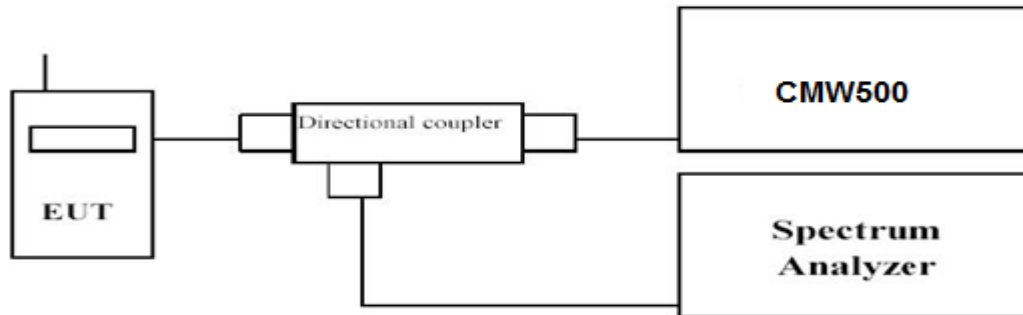 CMW500
Directional coupler
EUT
Spectrum
Analyzer